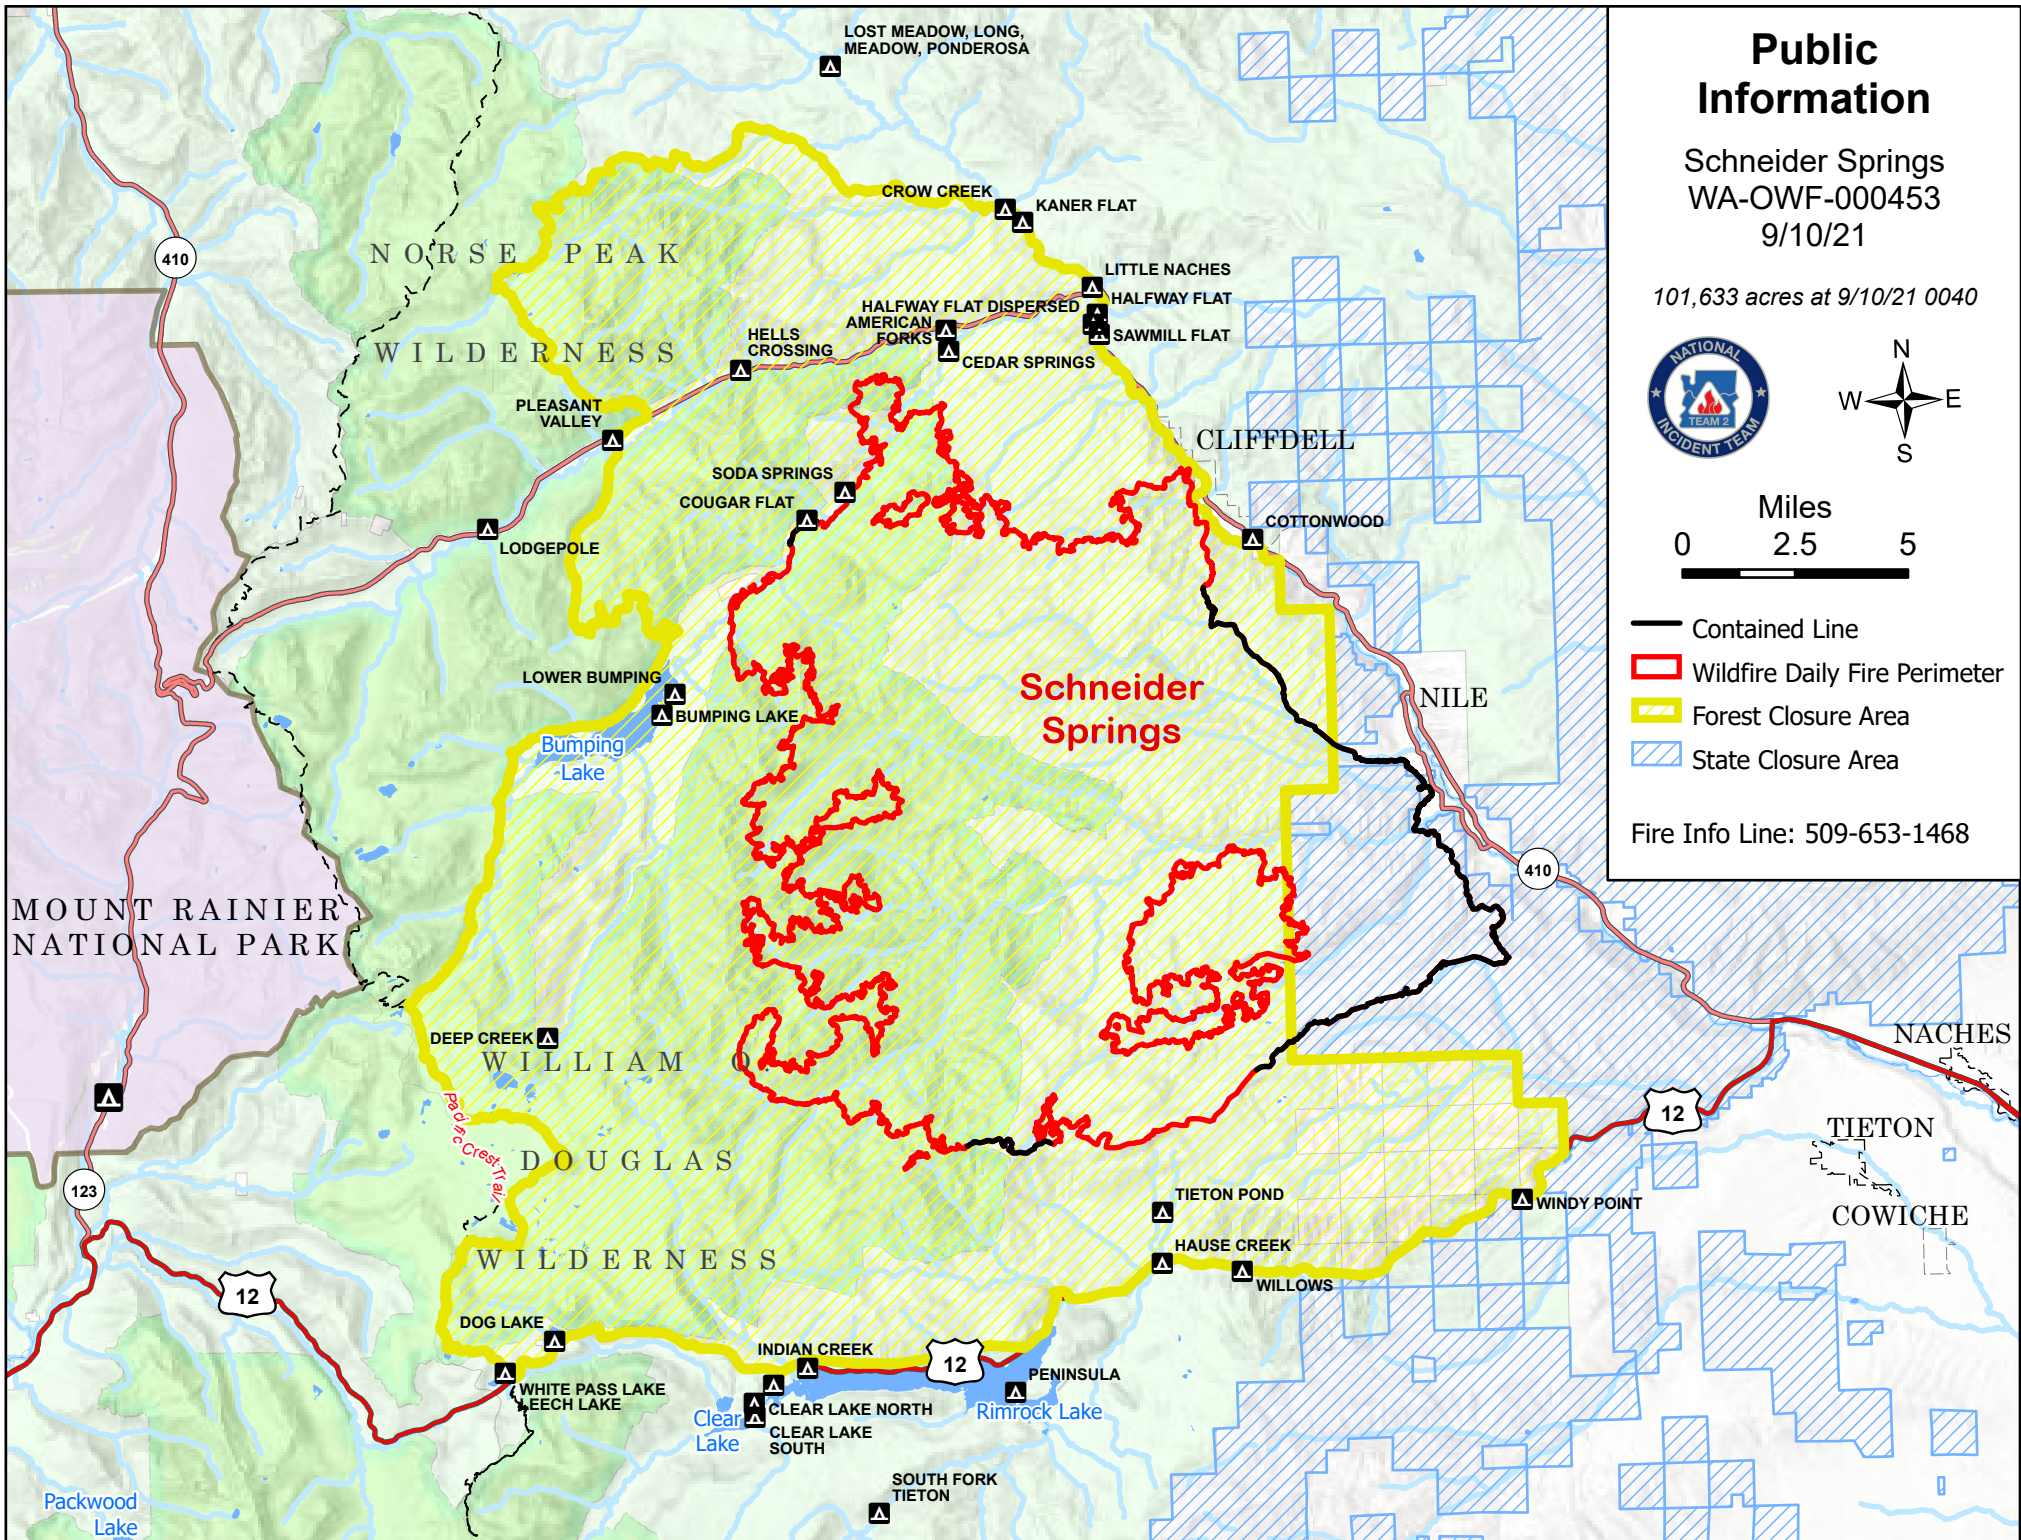 Public
Information
Schneider Springs
WA-OWF-000453
9/10/21
101,633 acres at 9/10/21 0040
NATIONAL
INCIDENT TEAM
TEAM 2
N
W
E
S
Miles
0 2.5 5
Contained Line
Wildfire Daily Fire Perimeter
Forest Closure Area
State Closure Area
Fire Info Line: 509-653-1468
LOST MEADOW, LONG,
MEADOW, PONDEROSA
CROW CREEK
KANER FLAT
NORSE PEAK
WILDERNESS
410
LITTLE NACHES
HALFWAY FLAT DISPERSED
HALFWAY FLAT
AMERICAN
FORKS
SAWMILL FLAT
HELLS
CROSSING
CEDAR SPRINGS
PLEASANT
VALLEY
CLIFFDELL
SODA SPRINGS
COUGAR FLAT
COTTONWOOD
LODGEPOLE
LOWER BUMPING
BUMPING LAKE
Bumping
Lake
Schneider
Springs
NILE
410
MOUNT RAINIER
NATIONAL PARK
DEEP CREEK
WILLIAM O.
DOUGLAS
WILDERNESS
Pacific Crest Trail
NACHES
12
TIETON
COWICHE
123
12
TIETON POND
WINDY POINT
HAUSE CREEK
WILLOWS
DOG LAKE
INDIAN CREEK
12
PENINSULA
WHITE PASS LAKE
LEECH LAKE
CLEAR LAKE NORTH
Clear
Lake
CLEAR LAKE
SOUTH
Rimrock Lake
SOUTH FORK
TIETON
Packwood
Lake